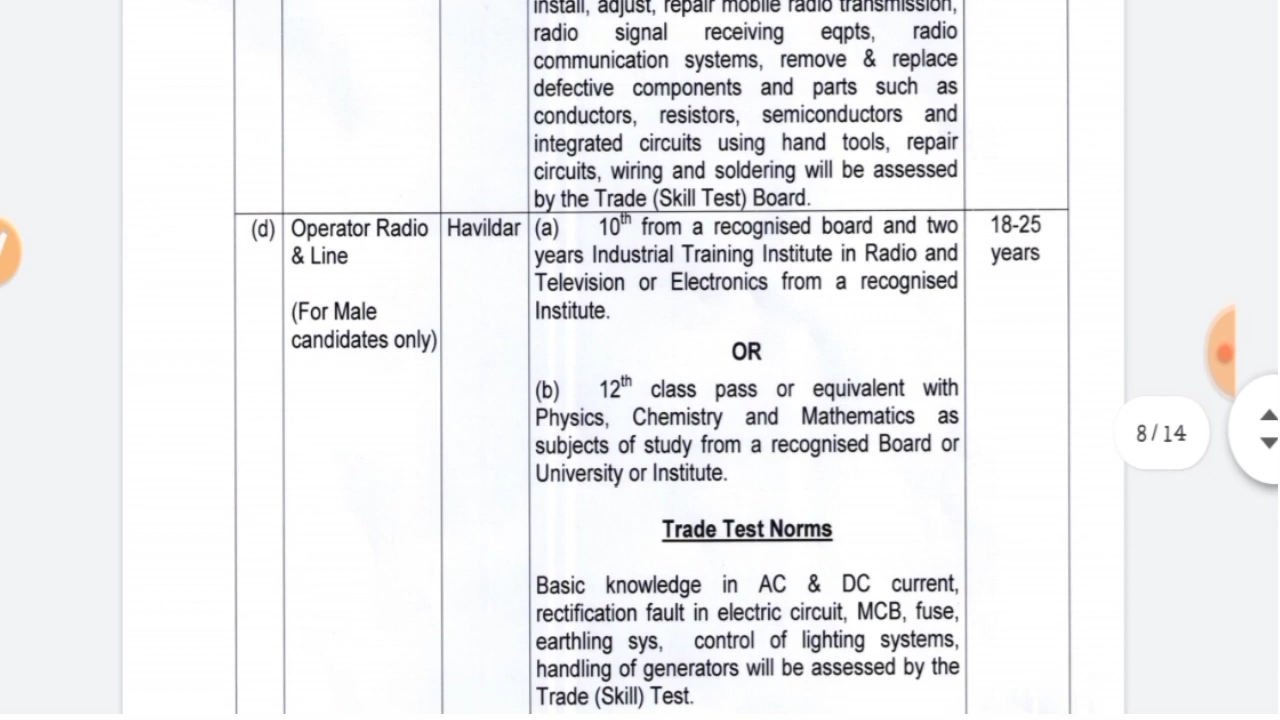 install, adjust, repair mobile radio transmission,
radio signal receiving eqpts, radio
communication systems, remove & replace
defective components and parts such as
conductors, resistors, semiconductors and
integrated circuits using hand tools, repair
circuits, wiring and soldering will be assessed
by the Trade (Skill Test) Board.
(d) Operator Radio & Line
(For Male candidates only)
Havildar
(a) 10th from a recognised board and two
years Industrial Training Institute in Radio and
Television or Electronics from a recognised
Institute.
OR
(b) 12th class pass or equivalent with
Physics, Chemistry and Mathematics as
subjects of study from a recognised Board or
University or Institute.
Trade Test Norms
Basic knowledge in AC & DC current,
rectification fault in electric circuit, MCB, fuse,
earthling sys, control of lighting systems,
handling of generators will be assessed by the
Trade (Skill) Test.
18-25
years
8/14